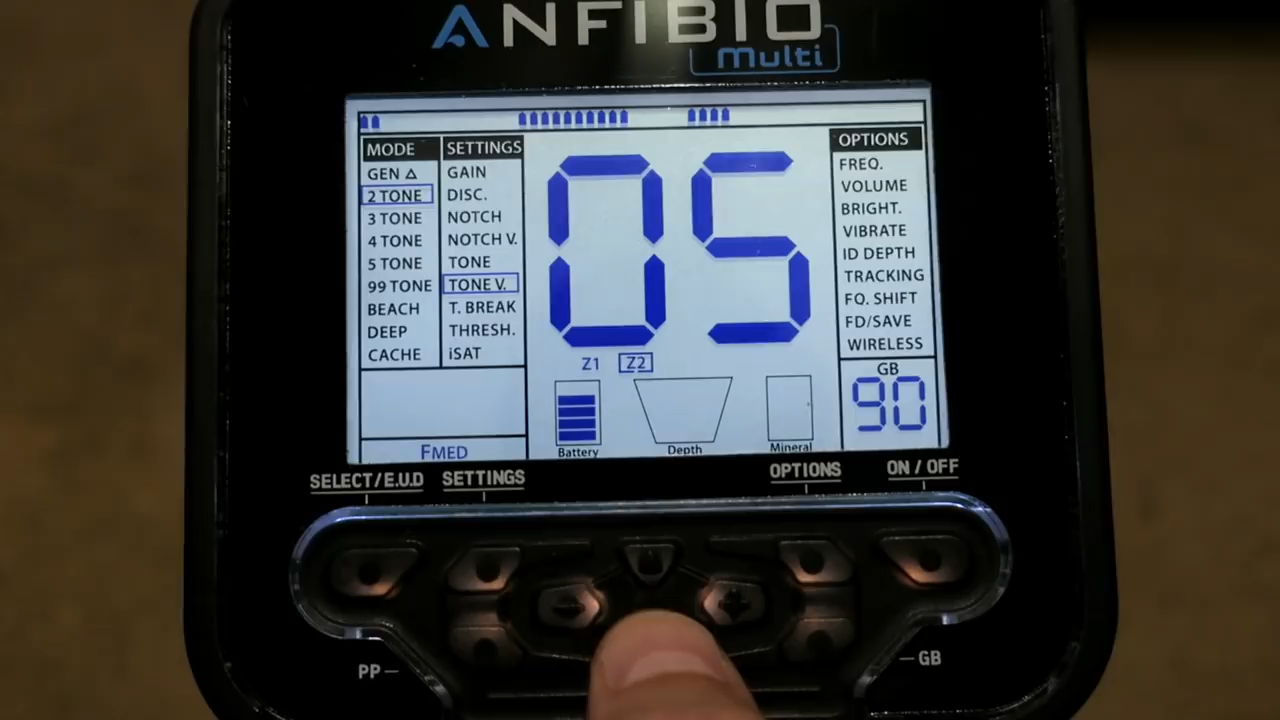 ANFIBIO
Multi
MODE
GEN
2 TONE
3 TONE
4 TONE
5 TONE
99 TONE
BEACH
DEEP
CACHE
SETTINGS
GAIN
DISC.
NOTCH
NOTCH V.
TONE
TONE V.
T. BREAK
THRESH.
iSAT
05
Z1 Z2
Battery
Depth
Mineral
OPTIONS
FREQ.
VOLUME
BRIGHT.
VIBRATE
ID DEPTH
TRACKING
FQ. SHIFT
FD/SAVE
WIRELESS
GB
90
FMED
SELECT/E.U.D
SETTINGS
OPTIONS
ON / OFF
PP
GB